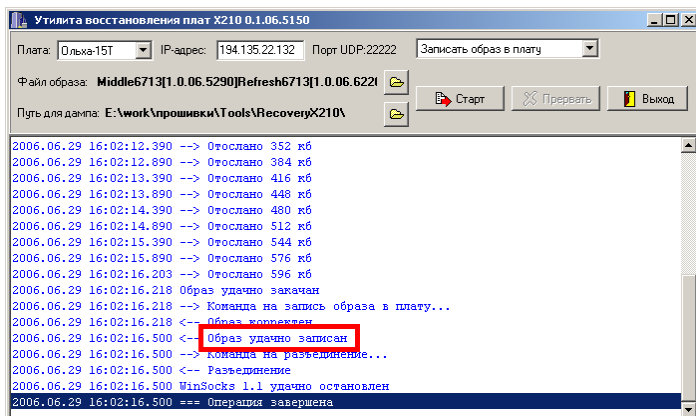 Утилита восстановления плат X210 0.1.06.5150
Плата: Ольха-15Т IP-адрес: 194.135.22.132 Порт UDP:22222 Записать образ в плату
Файл образа: Middle6713[1.0.06.5290]Refresh6713[1.0.06.622(
Путь для дампа: E:\work\прошивки\Tools\RecoveryX210\
Старт Прервать Выход
2006.06.29 16:02:12.390 --> Отослано 352 кб
2006.06.29 16:02:12.890 --> Отослано 384 кб
2006.06.29 16:02:13.390 --> Отослано 416 кб
2006.06.29 16:02:13.890 --> Отослано 448 кб
2006.06.29 16:02:14.390 --> Отослано 480 кб
2006.06.29 16:02:14.890 --> Отослано 512 кб
2006.06.29 16:02:15.390 --> Отослано 544 кб
2006.06.29 16:02:15.890 --> Отослано 576 кб
2006.06.29 16:02:16.203 --> Отослано 596 кб
2006.06.29 16:02:16.218 Образ удачно закачан
2006.06.29 16:02:16.218 --> Команда на запись образа в плату...
2006.06.29 16:02:16.218 <-- Образ корректен
2006.06.29 16:02:16.500 <-- Образ удачно записан
2006.06.29 16:02:16.500 --> Команда на разъединение...
2006.06.29 16:02:16.500 <-- Разъединение
2006.06.29 16:02:16.500 WinSocks 1.1 удачно остановлен
2006.06.29 16:02:16.500 === Операция завершена